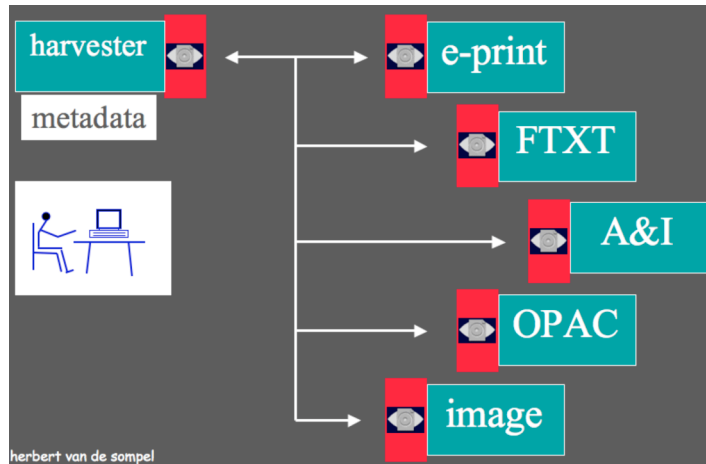 harvester
metadata
e-print
FTXT
A&I
OPAC
image
herbert van de sompel